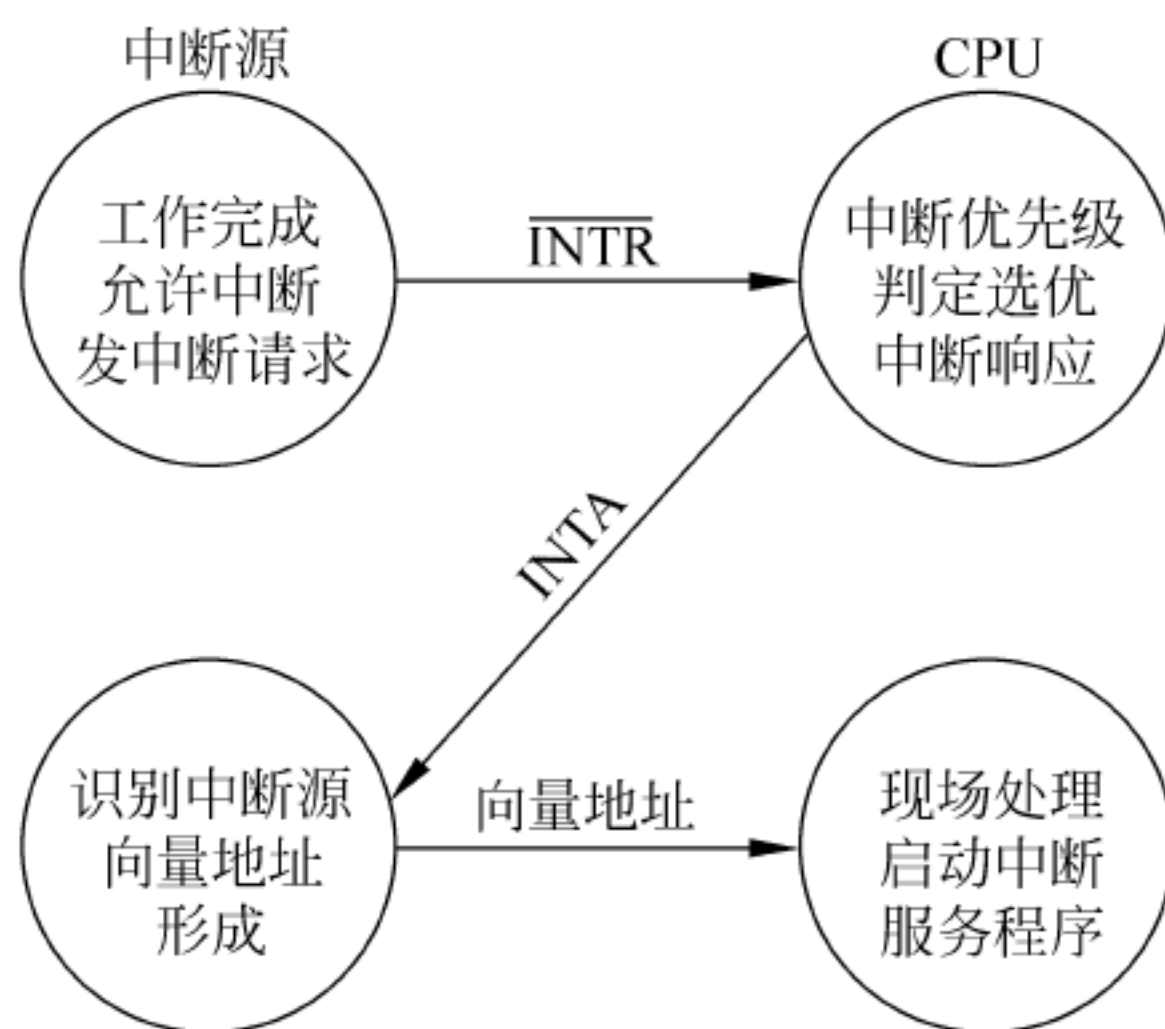 中断源
CPU
工作完成
允许中断
发中断请求
I̅N̅T̅R̅
中断优先级
判定选优
中断响应
INTA
识别中断源
向量地址
形成
向量地址
现场处理
启动中断
服务程序